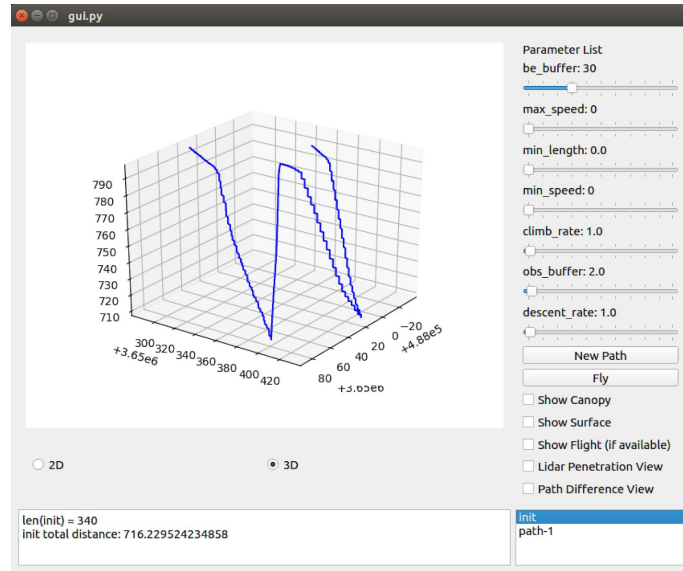 gui.py
Parameter List
be_buffer: 30
max_speed: 0
min_length: 0.0
min_speed: 0
climb_rate: 1.0
obs_buffer: 2.0
descent_rate: 1.0
New Path
Fly
Show Canopy
Show Surface
Show Flight (if available)
Lidar Penetration View
Path Difference View
790
780
770
760
750
740
730
720
710
300 320 340 360 380 400 420
+3.65e6
80 60 40 20 0 −20
+4.88e5
+3.65e6
2D
3D
len(init) = 340
init total distance: 716.229524234858
init
path-1